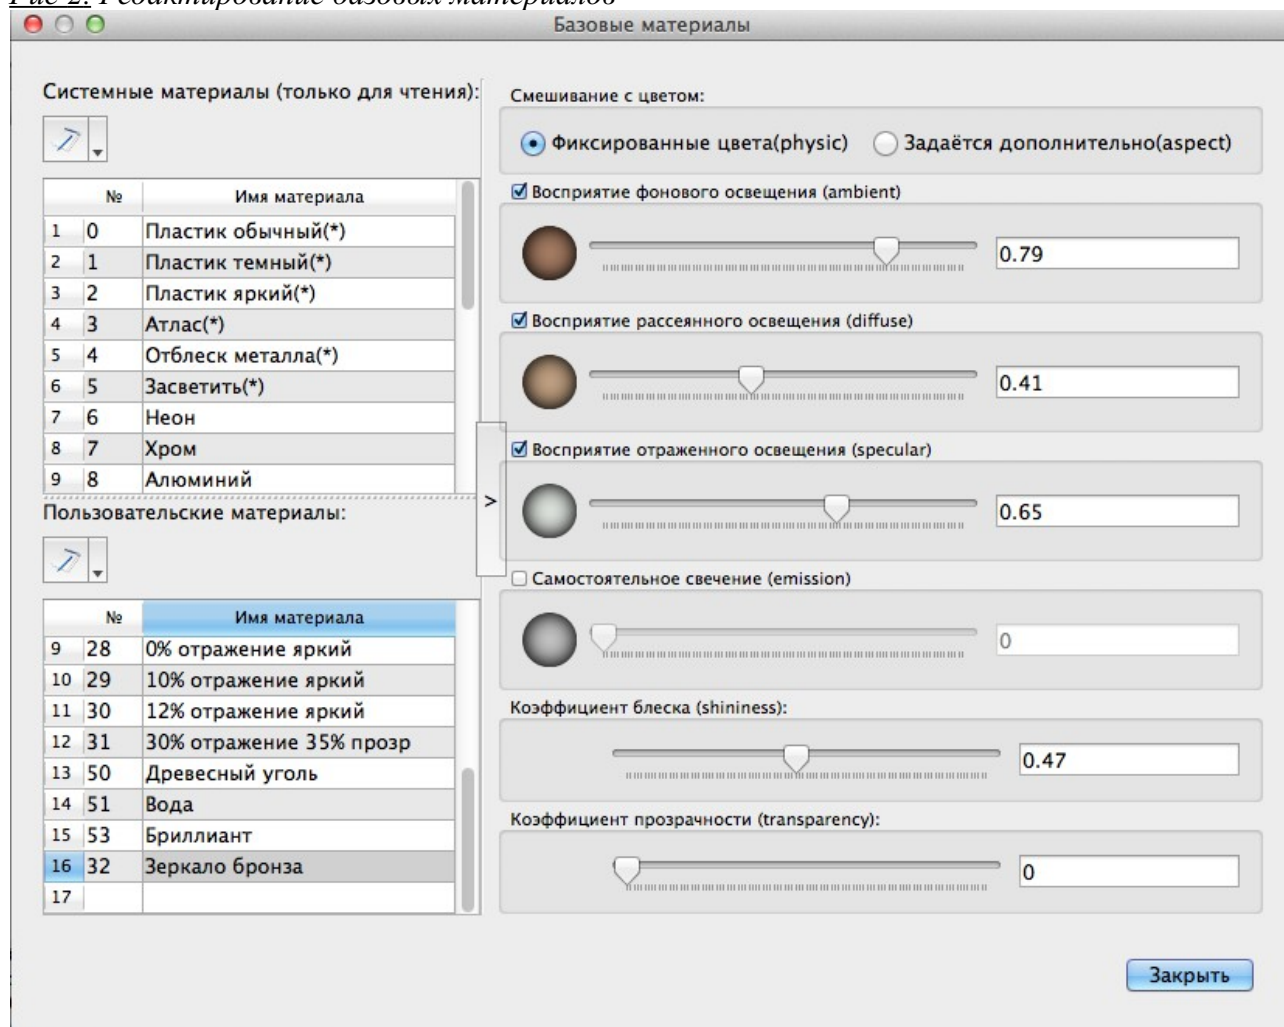 Рис 2. Редактирование базовых материалов
Базовые материалы
Системные материалы (только для чтения):
№ Имя материала
1 0 Пластик обычный(*)
2 1 Пластик темный(*)
3 2 Пластик яркий(*)
4 3 Атлас(*)
5 4 Отблеск металла(*)
6 5 Засветить(*)
7 6 Неон
8 7 Хром
9 8 Алюминий
Пользовательские материалы:
№ Имя материала
9 28 0% отражение яркий
10 29 10% отражение яркий
11 30 12% отражение яркий
12 31 30% отражение 35% прозр
13 50 Древесный уголь
14 51 Вода
15 53 Бриллиант
16 32 Зеркало бронза
17
>
Смешивание с цветом:
Фиксированные цвета(physic) Задаётся дополнительно(aspect)
Восприятие фонового освещения (ambient)
0.79
Восприятие рассеянного освещения (diffuse)
0.41
Восприятие отраженного освещения (specular)
0.65
Самостоятельное свечение (emission)
0
Коэффициент блеска (shininess):
0.47
Коэффициент прозрачности (transparency):
0
Закрыть